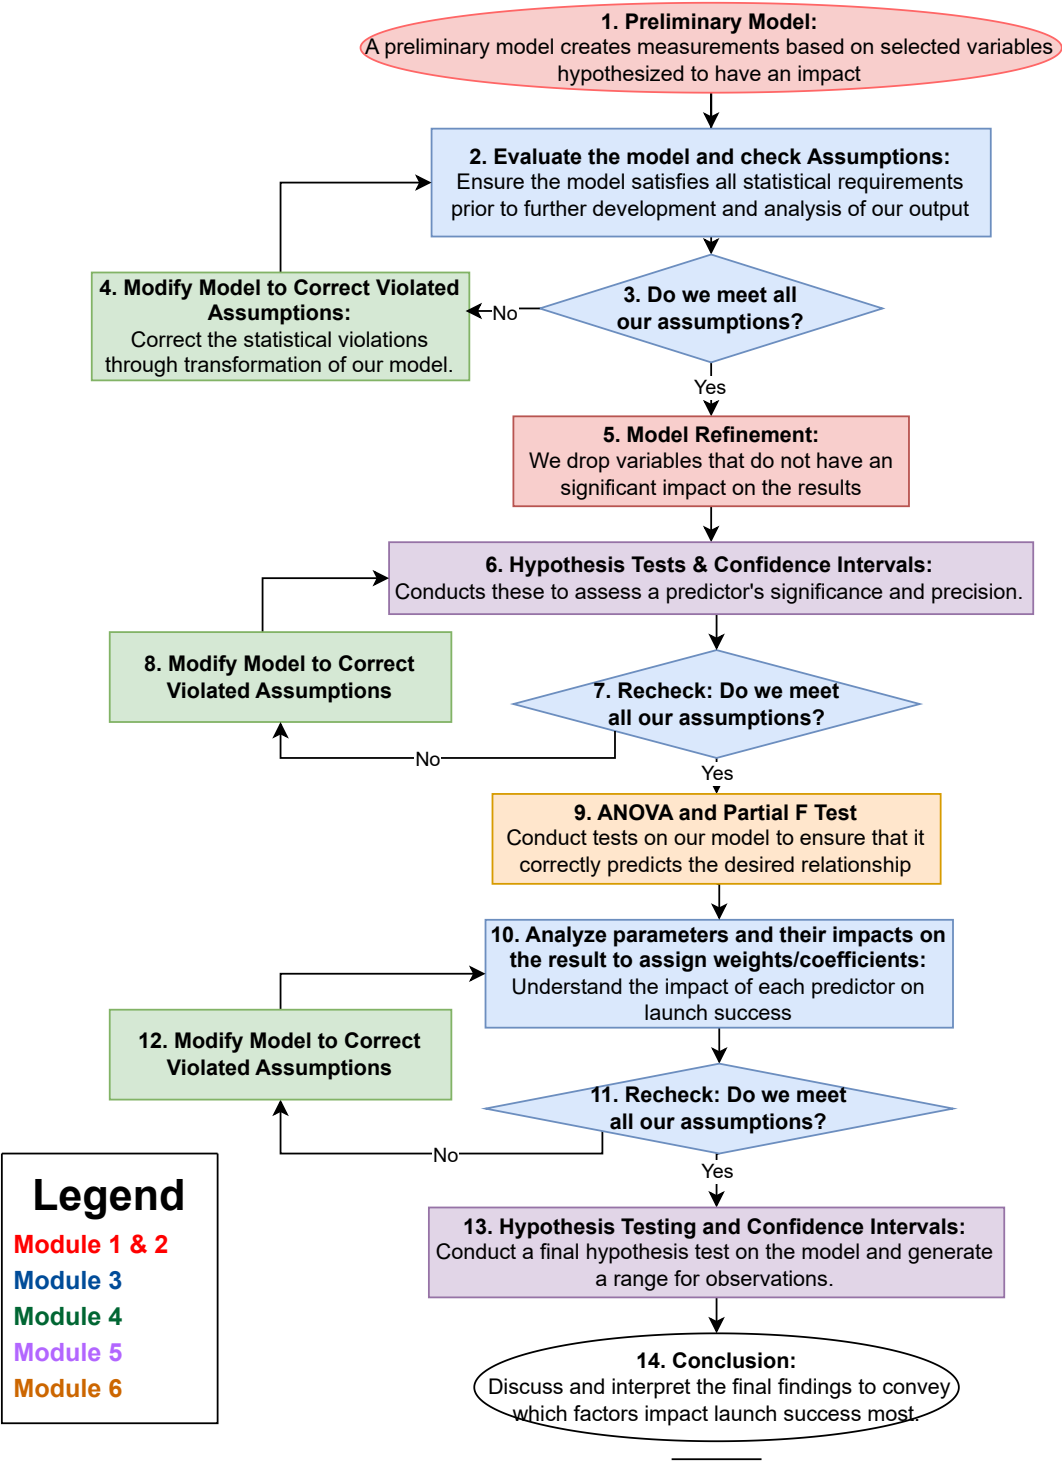 1. Preliminary Model:
A preliminary model creates measurements based on selected variables
hypothesized to have an impact
2. Evaluate the model and check Assumptions:
Ensure the model satisfies all statistical requirements
prior to further development and analysis of our output
3. Do we meet all
our assumptions?
No
4. Modify Model to Correct Violated
Assumptions:
Correct the statistical violations
through transformation of our model.
Yes
5. Model Refinement:
We drop variables that do not have an
significant impact on the results
6. Hypothesis Tests & Confidence Intervals:
Conducts these to assess a predictor's significance and precision.
7. Recheck: Do we meet
all our assumptions?
No
8. Modify Model to Correct
Violated Assumptions
Yes
9. ANOVA and Partial F Test
Conduct tests on our model to ensure that it
correctly predicts the desired relationship
10. Analyze parameters and their impacts on
the result to assign weights/coefficients:
Understand the impact of each predictor on
launch success
11. Recheck: Do we meet
all our assumptions?
No
12. Modify Model to Correct
Violated Assumptions
Yes
13. Hypothesis Testing and Confidence Intervals:
Conduct a final hypothesis test on the model and generate
a range for observations.
14. Conclusion:
Discuss and interpret the final findings to convey
which factors impact launch success most.
Legend
Module 1 & 2
Module 3
Module 4
Module 5
Module 6